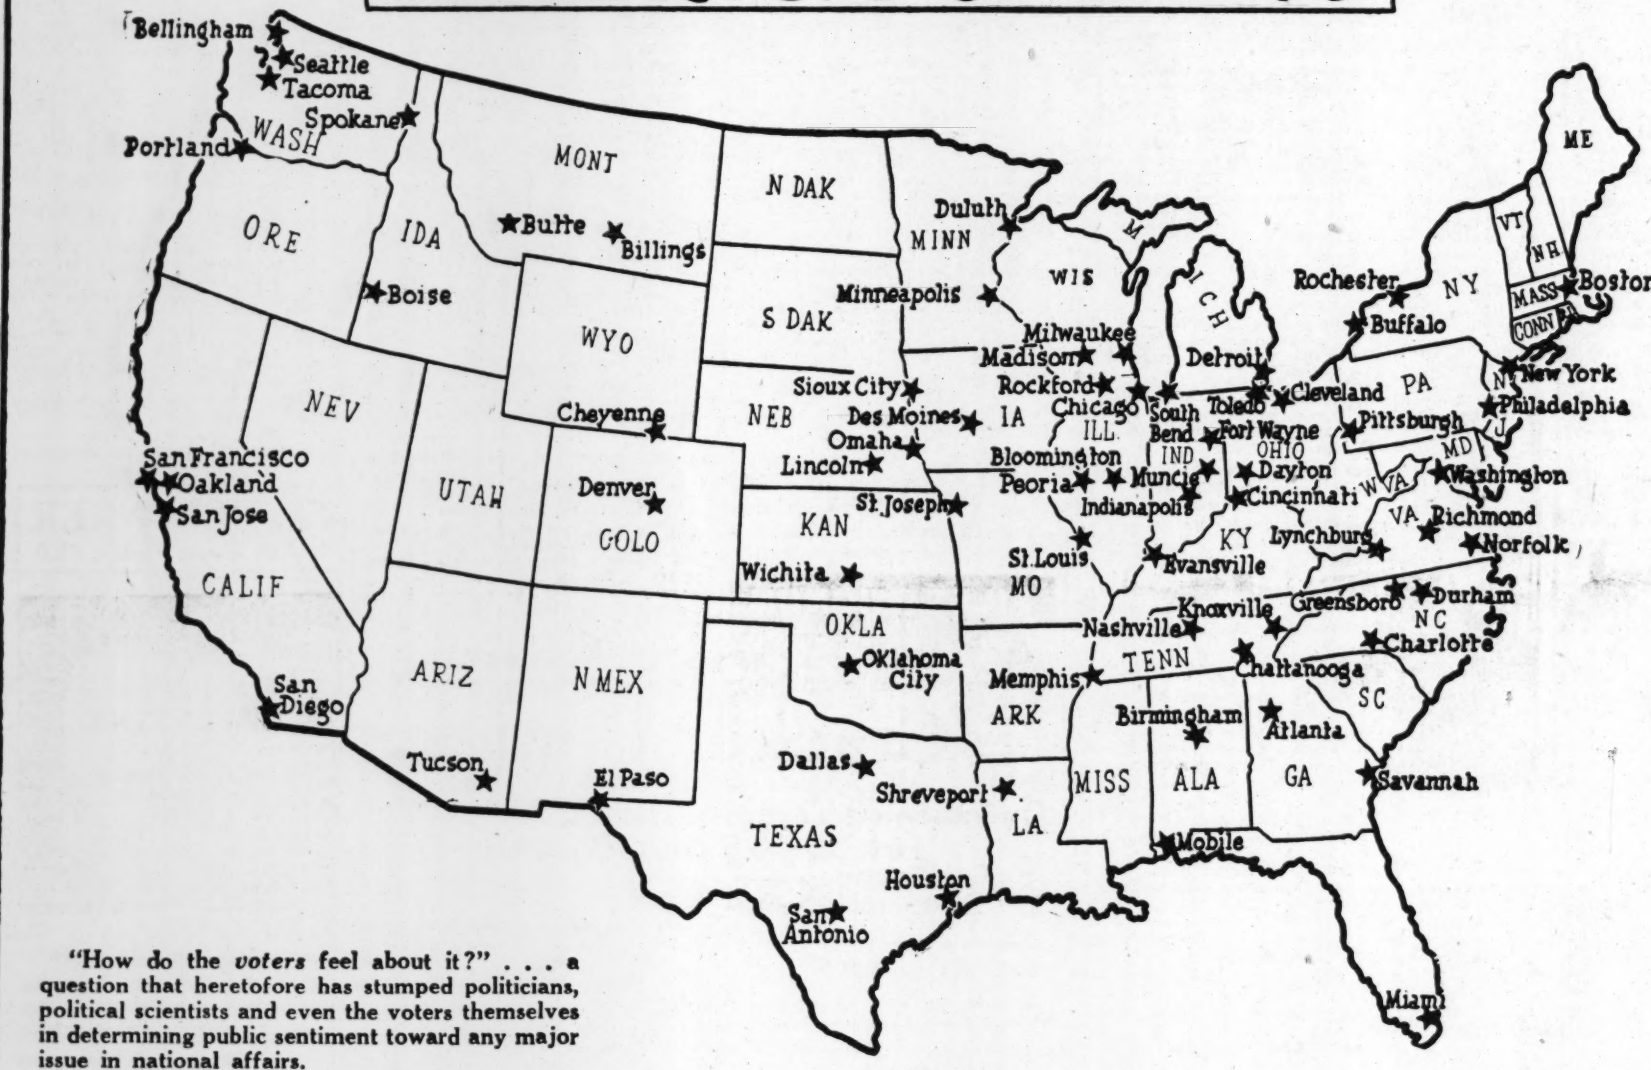 Bellingham
Seattle
Tacoma
Spokane
WASH
Portland
ORE
IDA
Boise
MONT
Butte
Billings
N DAK
S DAK
WYO
Cheyenne
NEV
UTAH
Denver
COLO
San Francisco
Oakland
San Jose
CALIF
San
Diego
ARIZ
Tucson
N MEX
El Paso
Duluth
MINN
Minneapolis
WIS
M
ICH
Milwaukee
Madison
Rockford
Chicago
Detroit
Sioux City
NEB
Des Moines
IA
Omaha
Lincoln
ILL.
South
Bend
Toledo
Cleveland
Fort Wayne
IND
OHIO
Bloomington
Peoria
Muncie
Dayton
Indianapolis
Cincinnati
St. Joseph
KAN
Wichita
St. Louis
MO
Evansville
KY
OKLA
Oklahoma
City
ARK
Memphis
Nashville
Knoxville
TENN
Chattanooga
Dallas
Shreveport
LA
TEXAS
Houston
San
Antonio
MISS
Birmingham
ALA
Mobile
Atlanta
GA
Savannah
Miami
SC
NC
Greensboro
Durham
Charlotte
Lynchburg
VA
Richmond
Norfolk
W VA
MD
Washington
PA
Pittsburgh
Philadelphia
N
J
New York
NY
Rochester
Buffalo
VT
NH
ME
MASS
Boston
CONN
RI
"How do the voters feel about it?" . . . a
question that heretofore has stumped politicians,
political scientists and even the voters themselves
in determining public sentiment toward any major
issue in national affairs.